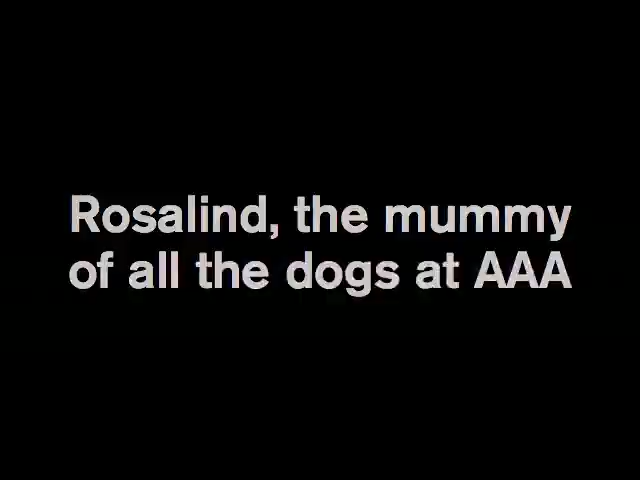 Rosalind, the mummy
of all the dogs at AAA